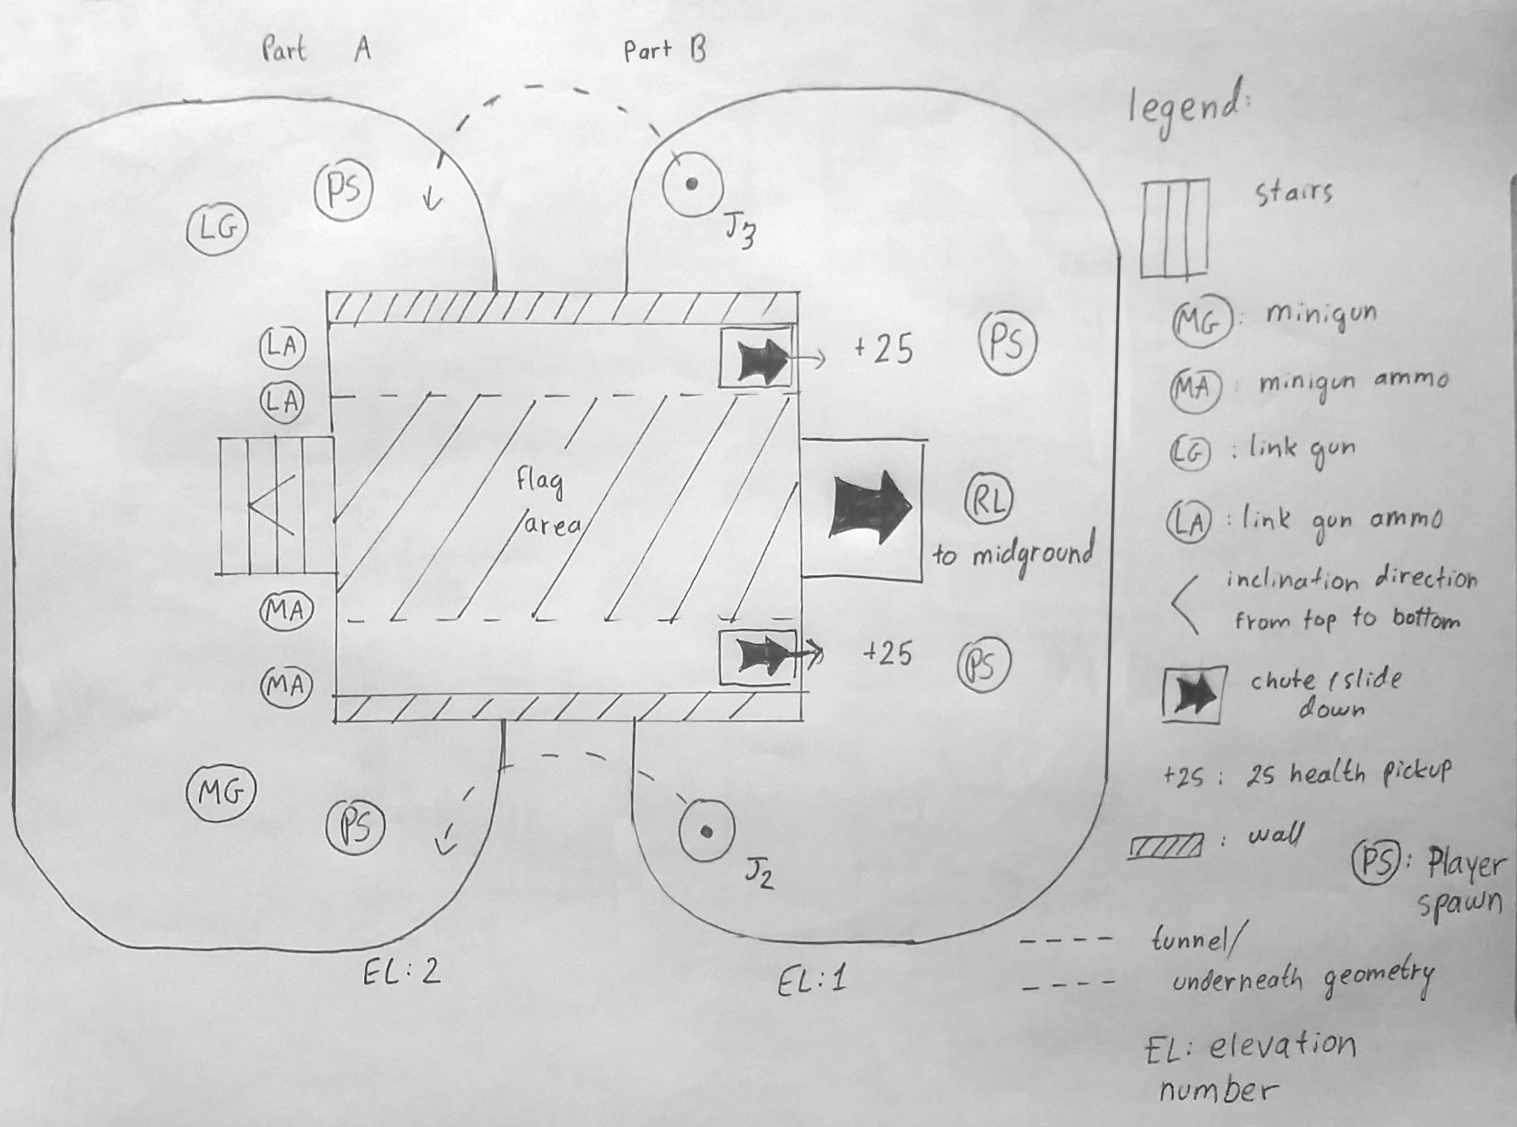 Part A
Part B
PS
LG
J3
LA
+25
PS
LA
flag
area
RL
to midground
MA
+25
PS
MA
MG
PS
J2
EL:2
EL:1
legend:
stairs
MG: minigun
MA: minigun ammo
LG: link gun
LA: link gun ammo
inclination direction
from top to bottom
chute / slide
down
+25: 25 health pickup
: wall
PS: Player
spawn
tunnel/
underneath geometry
EL: elevation
number